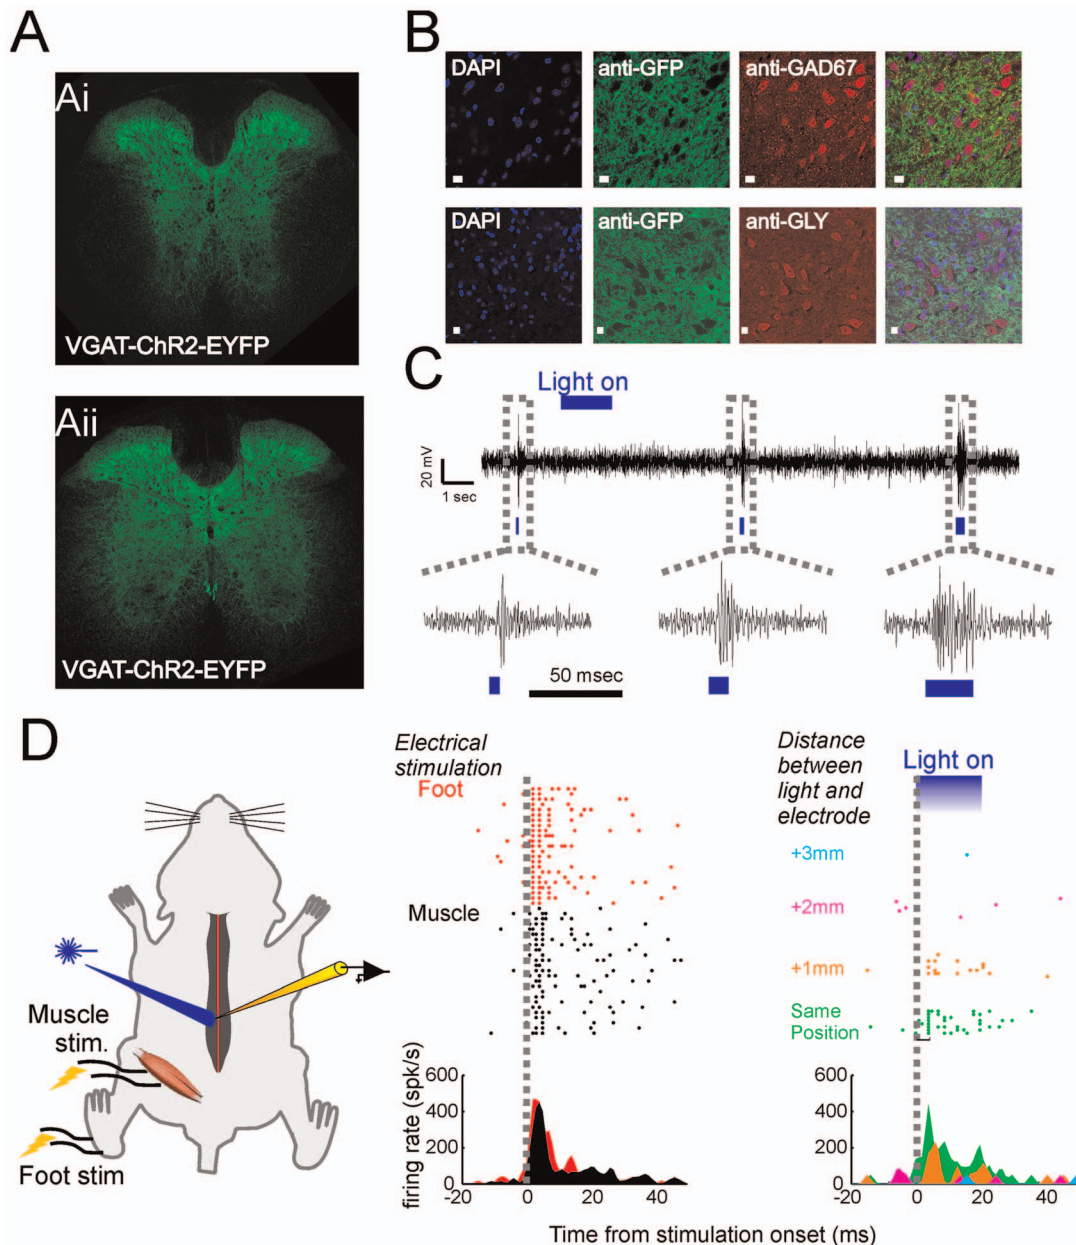 A
Ai
VGAT-ChR2-EYFP
Aii
VGAT-ChR2-EYFP
B
DAPI
anti-GFP
anti-GAD67
DAPI
anti-GFP
anti-GLY
C
Light on
20 mV
1 sec
50 msec
D
Muscle
stim.
Foot stim
Electrical
stimulation
Foot
Muscle
firing rate (spk/s)
600
400
200
0
-20
0
20
40
Distance
between
light and
electrode
Light on
+3mm
+2mm
+1mm
Same
Position
600
400
200
0
-20
0
20
40
Time from stimulation onset (ms)